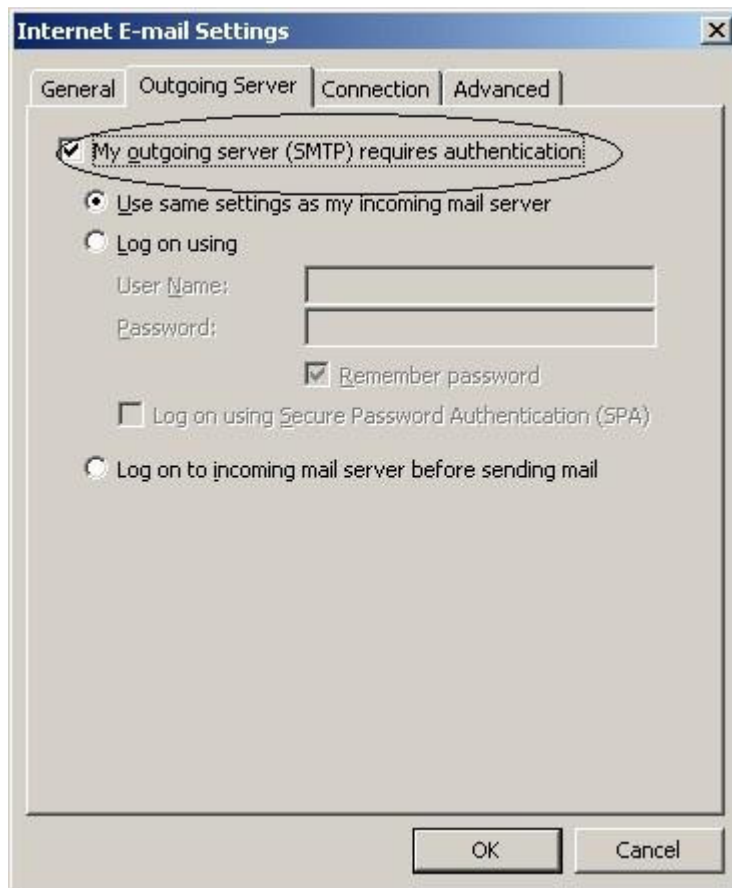 Internet E-mail Settings
General Outgoing Server Connection Advanced
My outgoing server (SMTP) requires authentication
Use same settings as my incoming mail server
Log on using
User Name:
Password:
Remember password
Log on using Secure Password Authentication (SPA)
Log on to incoming mail server before sending mail
OK Cancel